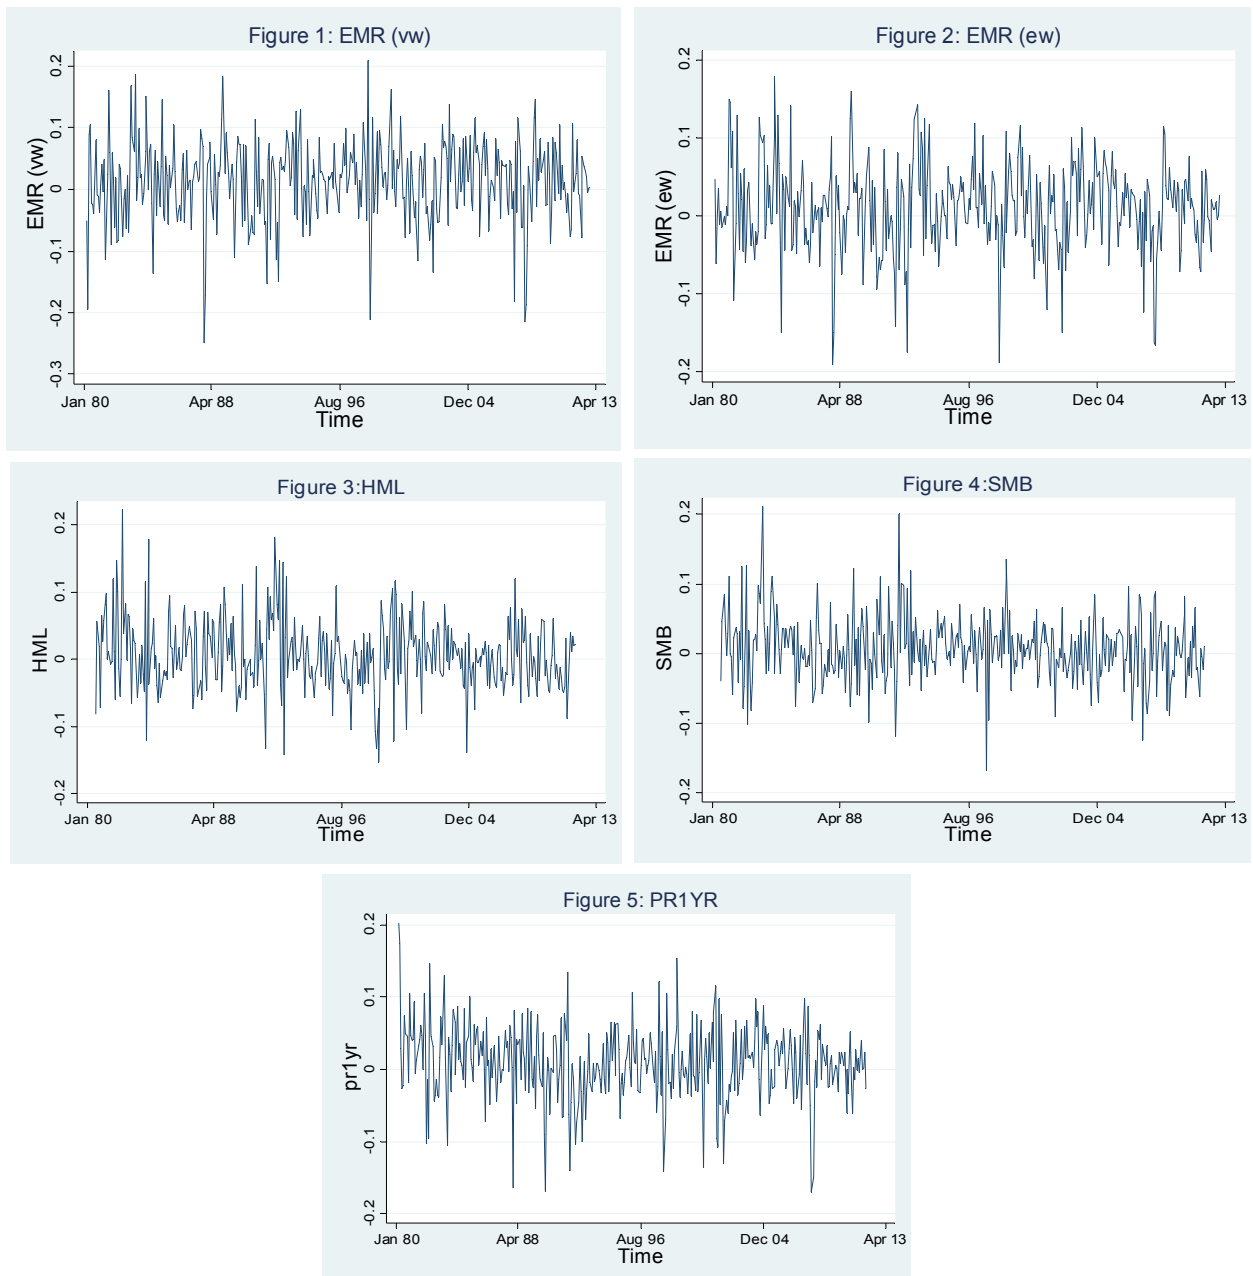 Figure 1: EMR (vw)
EMR (vw)
0.2
0.1
0
-0.1
-0.2
-0.3
Jan 80 Apr 88 Aug 96 Dec 04 Apr 13
Time
Figure 2: EMR (ew)
EMR (ew)
0.2
0.1
0
-0.1
-0.2
Jan 80 Apr 88 Aug 96 Dec 04 Apr 13
Time
Figure 3:HML
HML
0.2
0.1
0
-0.1
-0.2
Jan 80 Apr 88 Aug 96 Dec 04 Apr 13
Time
Figure 4:SMB
SMB
0.2
0.1
0
-0.1
-0.2
Jan 80 Apr 88 Aug 96 Dec 04 Apr 13
Time
Figure 5: PR1YR
pr1yr
0.2
0.1
0
-0.1
-0.2
Jan 80 Apr 88 Aug 96 Dec 04 Apr 13
Time